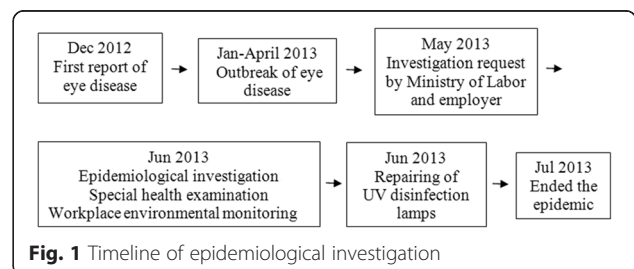 Dec 2012
First report of
eye disease
Jan-April 2013
Outbreak of eye
disease
May 2013
Investigation request
by Ministry of Labor
and employer
Jun 2013
Epidemiological investigation
Special health examination
Workplace environmental monitoring
Jun 2013
Repairing of
UV disinfection
lamps
Jul 2013
Ended the
epidemic
Fig. 1 Timeline of epidemiological investigation